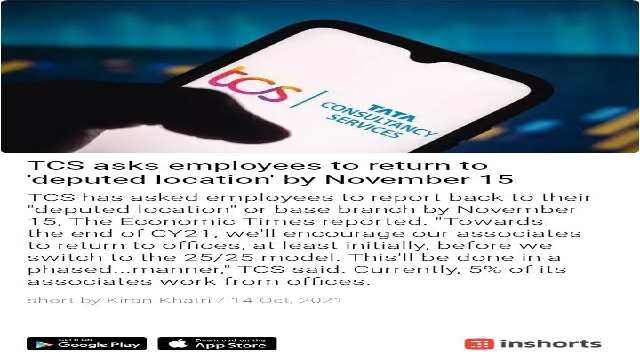 tcs TATA
CONSULTANCY
SERVICES
TCS asks employees to return to
'deputed location' by November 15
TCS has asked employees to report back to their
"deputed location" or base branch by November
15, The Economic Times reported. "Towards
the end of CY21, we'll encourage our associates
to return to offices, at least initially, before we
switch to the 25/25 model. This'll be done in a
phased...manner," TCS said. Currently, 5% of its
associates work from offices.
short by Kiran Khatri / 14 Oct, 2021
GET IT ON
Google Play
Download on the
App Store
inshorts